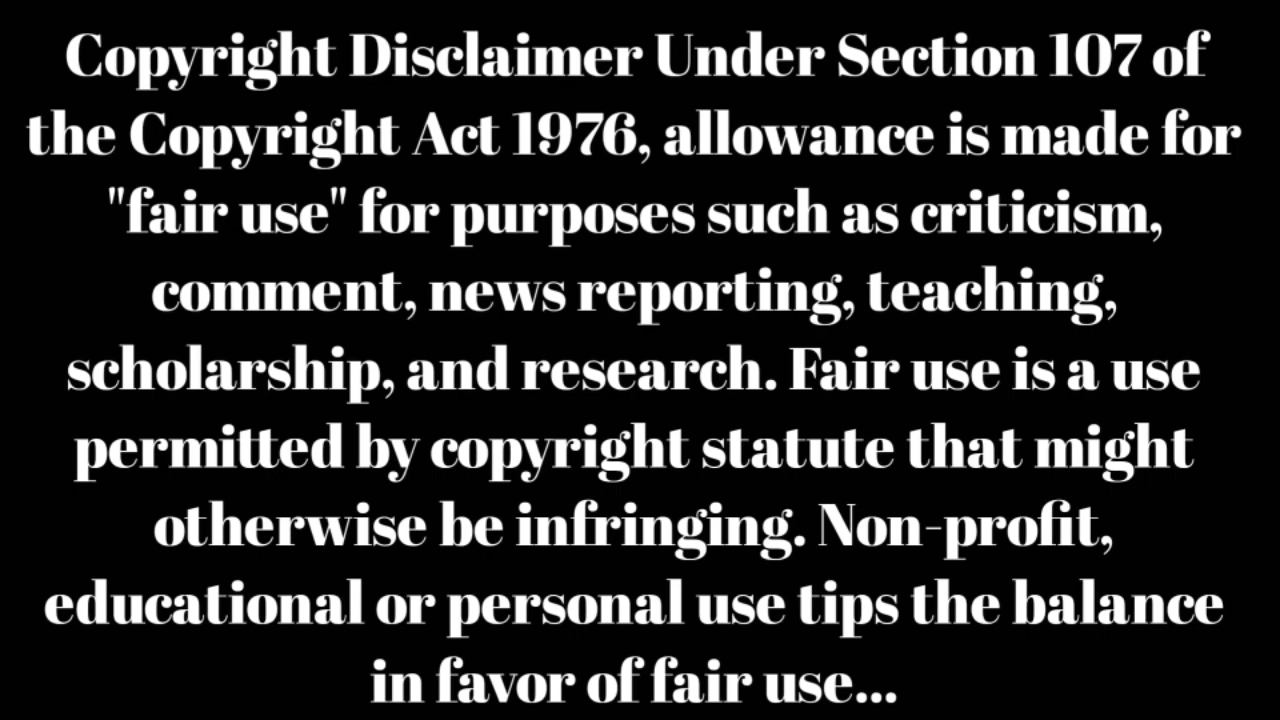 Copyright Disclaimer Under Section 107 of
the Copyright Act 1976, allowance is made for
"fair use" for purposes such as criticism,
comment, news reporting, teaching,
scholarship, and research. Fair use is a use
permitted by copyright statute that might
otherwise be infringing. Non-profit,
educational or personal use tips the balance
in favor of fair use...